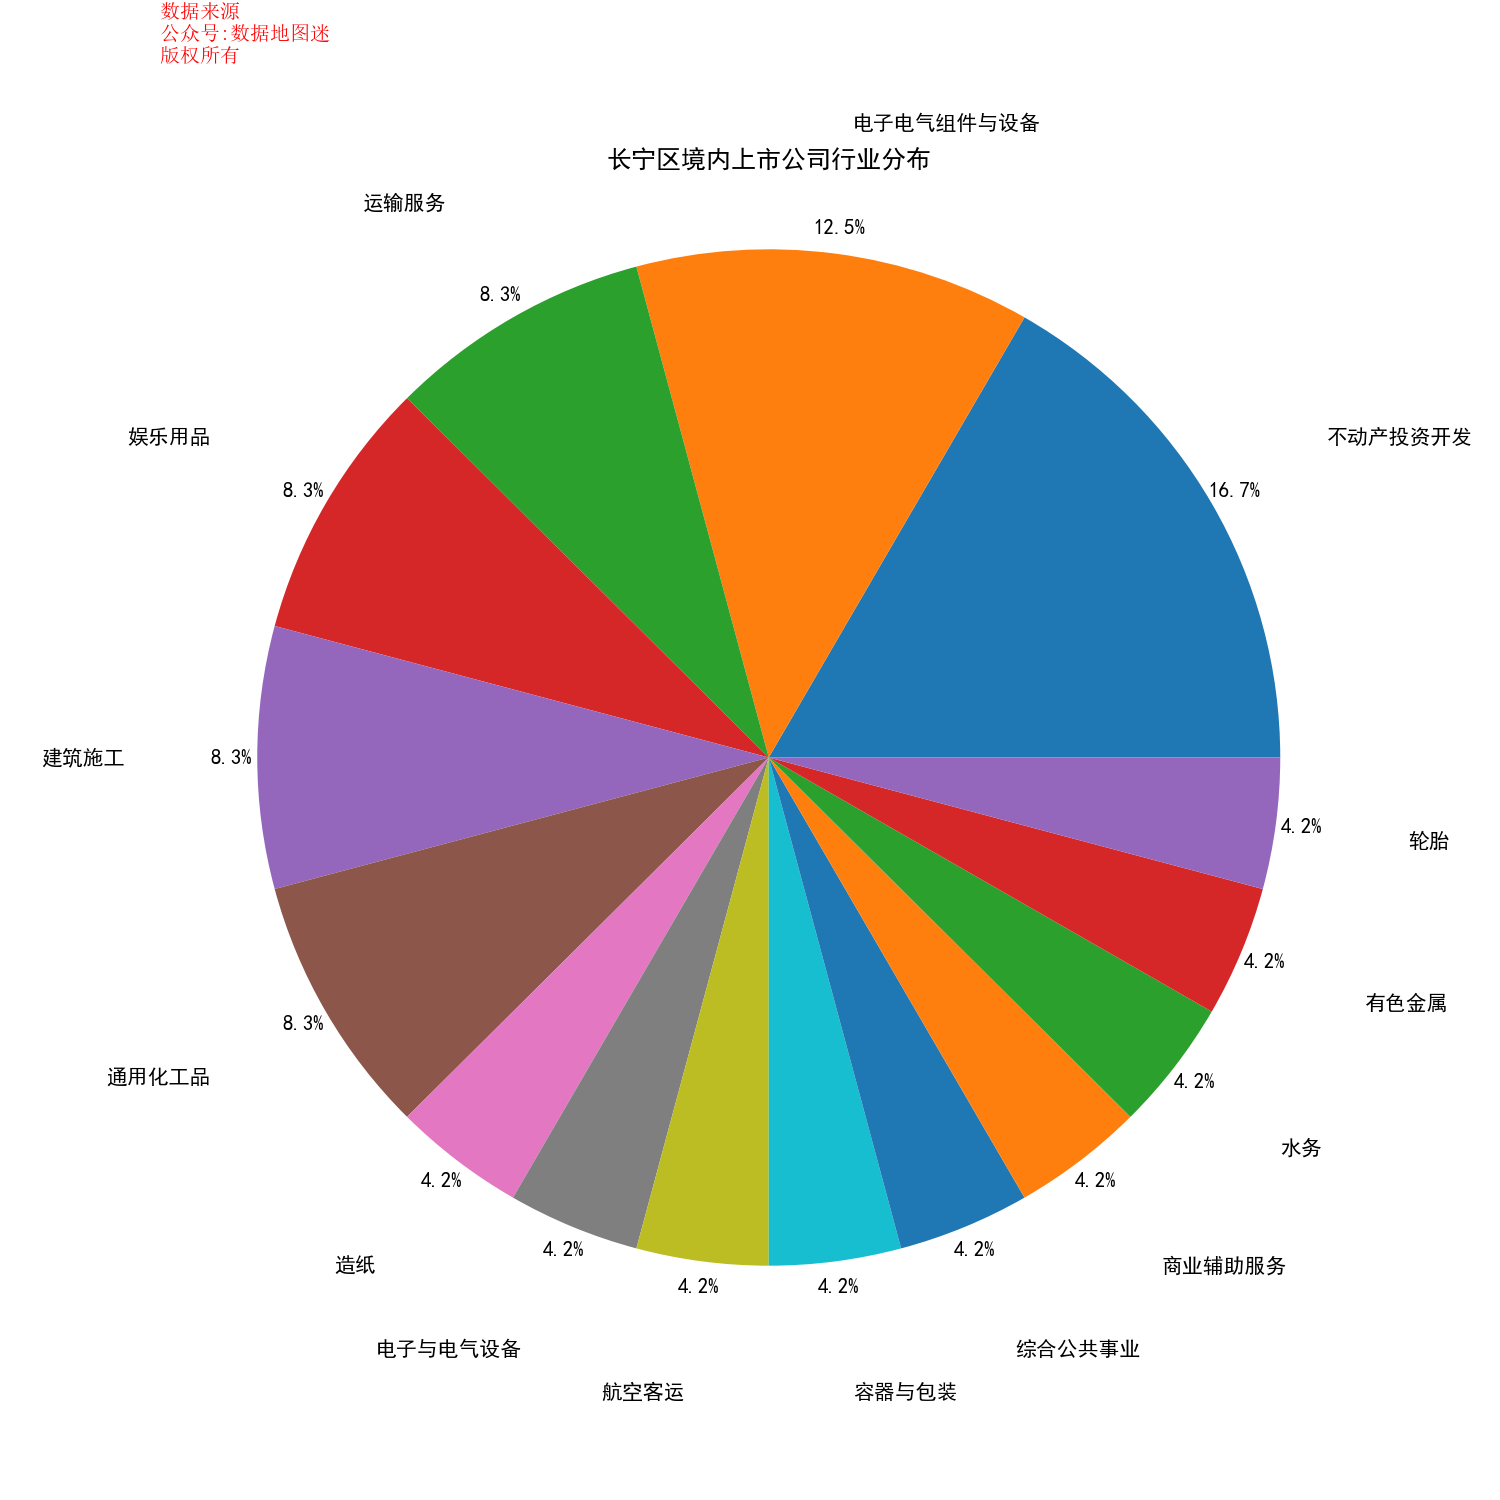 数据来源
公众号:数据地图迷
版权所有
电子电气组件与设备
长宁区境内上市公司行业分布
运输服务
12.5%
8.3%
娱乐用品
不动产投资开发
8.3%
16.7%
建筑施工
8.3%
4.2%
轮胎
4.2%
有色金属
8.3%
通用化工品
4.2%
水务
4.2%
4.2%
造纸
4.2%
4.2%
商业辅助服务
4.2%
4.2%
电子与电气设备
综合公共事业
航空客运
容器与包装